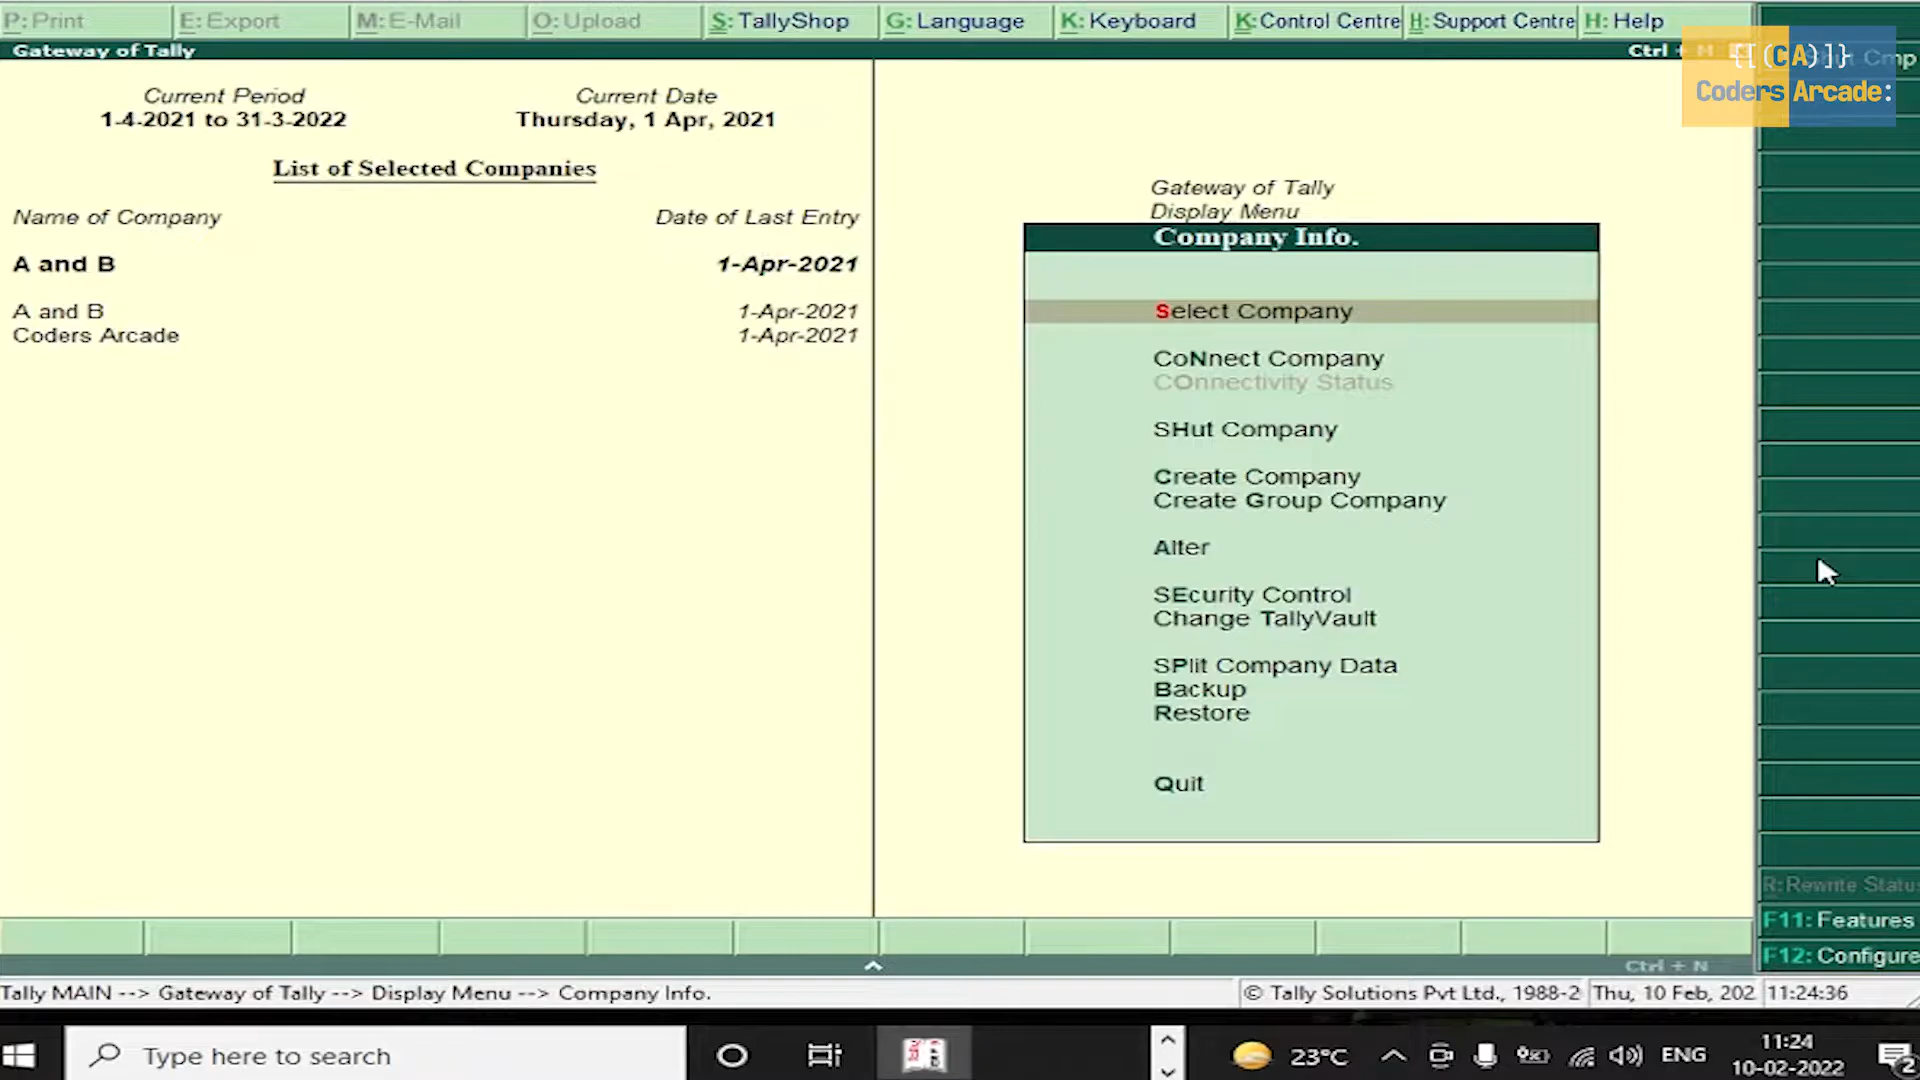 P: Print E: Export M: E-Mail O: Upload S: TallyShop G: Language K: Keyboard K: Control Centre H: Support Centre H: Help
Gateway of Tally Ctrl + M
{[(CA)]}
Coders Arcade:
Current Period Current Date
1-4-2021 to 31-3-2022 Thursday, 1 Apr, 2021
List of Selected Companies
Name of Company Date of Last Entry
A and B 1-Apr-2021
A and B 1-Apr-2021
Coders Arcade 1-Apr-2021
Gateway of Tally
Display Menu
Company Info.
Select Company
CoNnect Company
COnnectivity Status
SHut Company
Create Company
Create Group Company
Alter
SEcurity Control
Change TallyVault
SPlit Company Data
Backup
Restore
Quit
R: Rewrite Status
F11: Features
F12: Configure
Ctrl + N
Tally MAIN --> Gateway of Tally --> Display Menu --> Company Info. © Tally Solutions Pvt Ltd., 1988-2 Thu, 10 Feb, 202 11:24:36
Type here to search 23°C ENG 11:24
10-02-2022 2